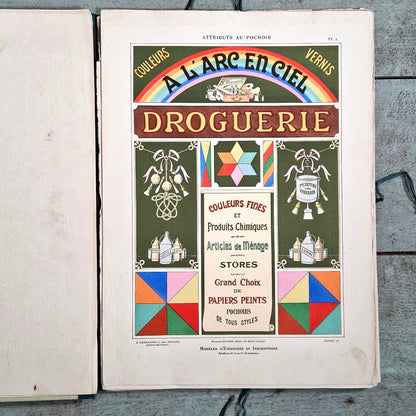 ATTRIBUTS AU POCHOIR
Pl. 2.
COULEURS
VERNIS
A L'ARC EN CIEL
DROGUERIE
COULEURS FINES
ET
Produits Chimiques
Articles de Ménage
STORES
Grand Choix
DE
PAPIERS PEINTS
POCHOIRS
DE TOUS STYLES
MODÈLES D'ENSEIGNES ET INSCRIPTIONS